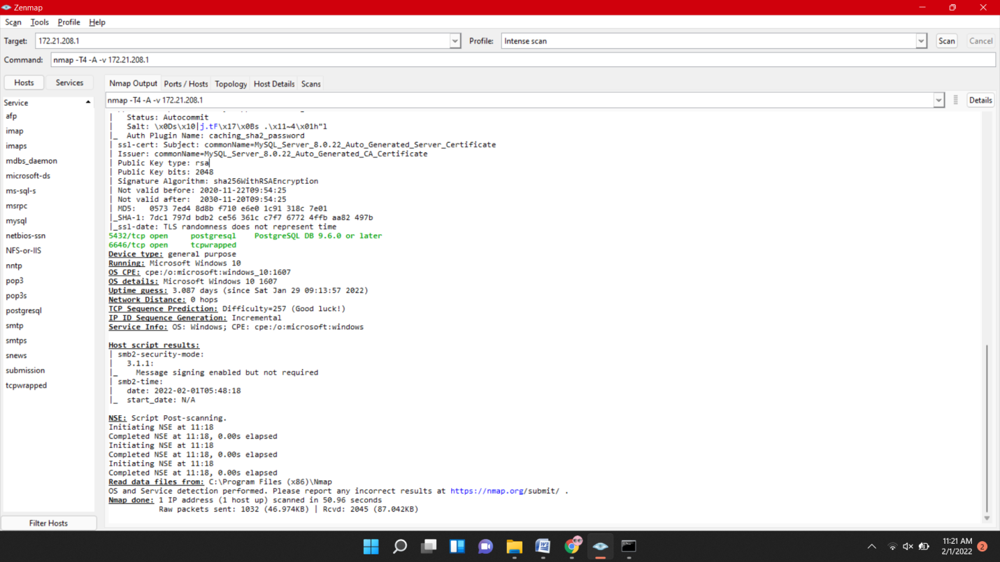 Zenmap
Scan Tools Profile Help
Target: 172.21.208.1 Profile: Intense scan Scan Cancel
Command: nmap -T4 -A -v 172.21.208.1
Hosts Services
Service
afp
imap
imaps
mdbs_daemon
microsoft-ds
ms-sql-s
msrpc
mysql
netbios-ssn
NFS-or-IIS
nntp
pop3
pop3s
postgresql
smtp
smtps
snews
submission
tcpwrapped
Filter Hosts
Nmap Output Ports / Hosts Topology Host Details Scans
nmap -T4 -A -v 172.21.208.1 Details
|   Status: Autocommit
|   Salt: \x0Ds\x10|j.tF\x17\x0Bs .\x11~4\x01h"l
|_  Auth Plugin Name: caching_sha2_password
| ssl-cert: Subject: commonName=MySQL_Server_8.0.22_Auto_Generated_Server_Certificate
| Issuer: commonName=MySQL_Server_8.0.22_Auto_Generated_CA_Certificate
| Public Key type: rsa
| Public Key bits: 2048
| Signature Algorithm: sha256WithRSAEncryption
| Not valid before: 2020-11-22T09:54:25
| Not valid after:  2030-11-20T09:54:25
| MD5:   0573 7ed4 8d8b f710 e6e0 1c91 318c 7e01
|_SHA-1: 7dc1 797d bdb2 ce56 361c c7f7 6772 4ffb aa82 497b
|_ssl-date: TLS randomness does not represent time
5432/tcp open     postgresql    PostgreSQL DB 9.6.0 or later
6646/tcp open     tcpwrapped
Device type: general purpose
Running: Microsoft Windows 10
OS CPE: cpe:/o:microsoft:windows_10:1607
OS details: Microsoft Windows 10 1607
Uptime guess: 3.087 days (since Sat Jan 29 09:13:57 2022)
Network Distance: 0 hops
TCP Sequence Prediction: Difficulty=257 (Good luck!)
IP ID Sequence Generation: Incremental
Service Info: OS: Windows; CPE: cpe:/o:microsoft:windows
Host script results:
| smb2-security-mode:
|   3.1.1:
|_    Message signing enabled but not required
| smb2-time:
|   date: 2022-02-01T05:48:18
|_  start_date: N/A
NSE: Script Post-scanning.
Initiating NSE at 11:18
Completed NSE at 11:18, 0.00s elapsed
Initiating NSE at 11:18
Completed NSE at 11:18, 0.00s elapsed
Initiating NSE at 11:18
Completed NSE at 11:18, 0.00s elapsed
Read data files from: C:\Program Files (x86)\Nmap
OS and Service detection performed. Please report any incorrect results at https://nmap.org/submit/ .
Nmap done: 1 IP address (1 host up) scanned in 50.96 seconds
Raw packets sent: 1032 (46.974KB) | Rcvd: 2045 (87.042KB)
11:21 AM
2/1/2022 2